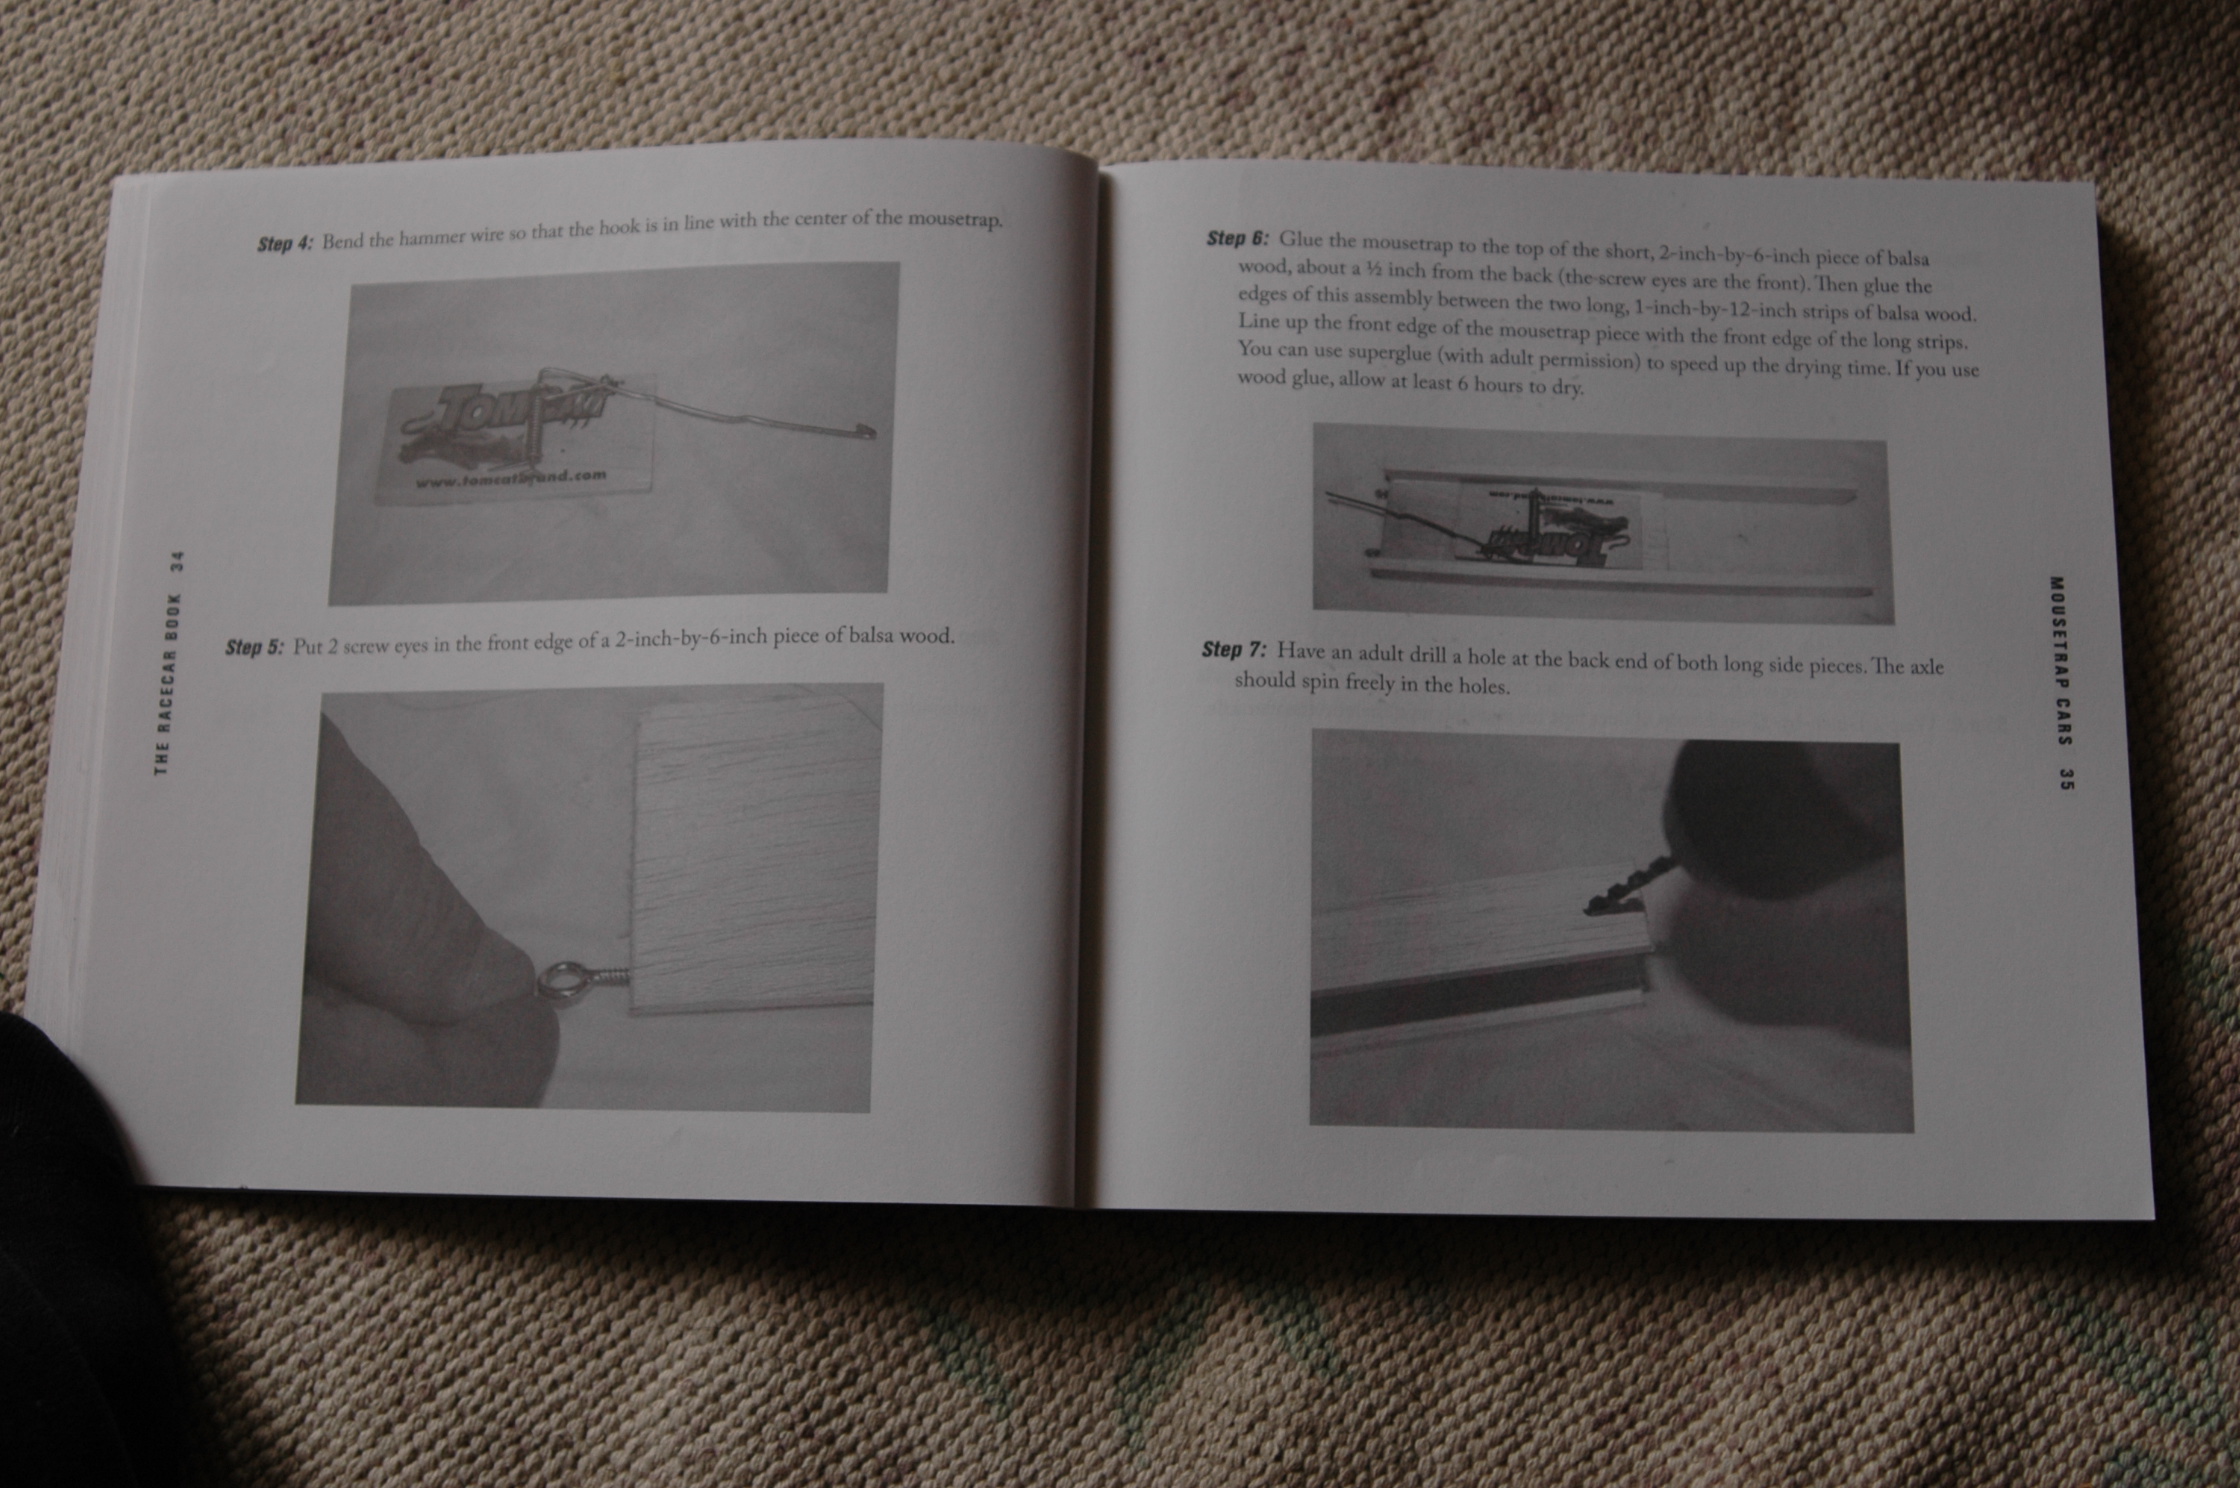 Step 4: Bend the hammer wire so that the hook is in line with the center of the mousetrap.
TOMCAT
www.tomcatbrand.com
Step 5: Put 2 screw eyes in the front edge of a 2-inch-by-6-inch piece of balsa wood.
THE RACECAR BOOK 34
Step 6: Glue the mousetrap to the top of the short, 2-inch-by-6-inch piece of balsa
wood, about a ½ inch from the back (the screw eyes are the front). Then glue the
edges of this assembly between the two long, 1-inch-by-12-inch strips of balsa wood.
Line up the front edge of the mousetrap piece with the front edge of the long strips.
You can use superglue (with adult permission) to speed up the drying time. If you use
wood glue, allow at least 6 hours to dry.
TOMCAT
Step 7: Have an adult drill a hole at the back end of both long side pieces. The axle
should spin freely in the holes.
MOUSETRAP CARS 35